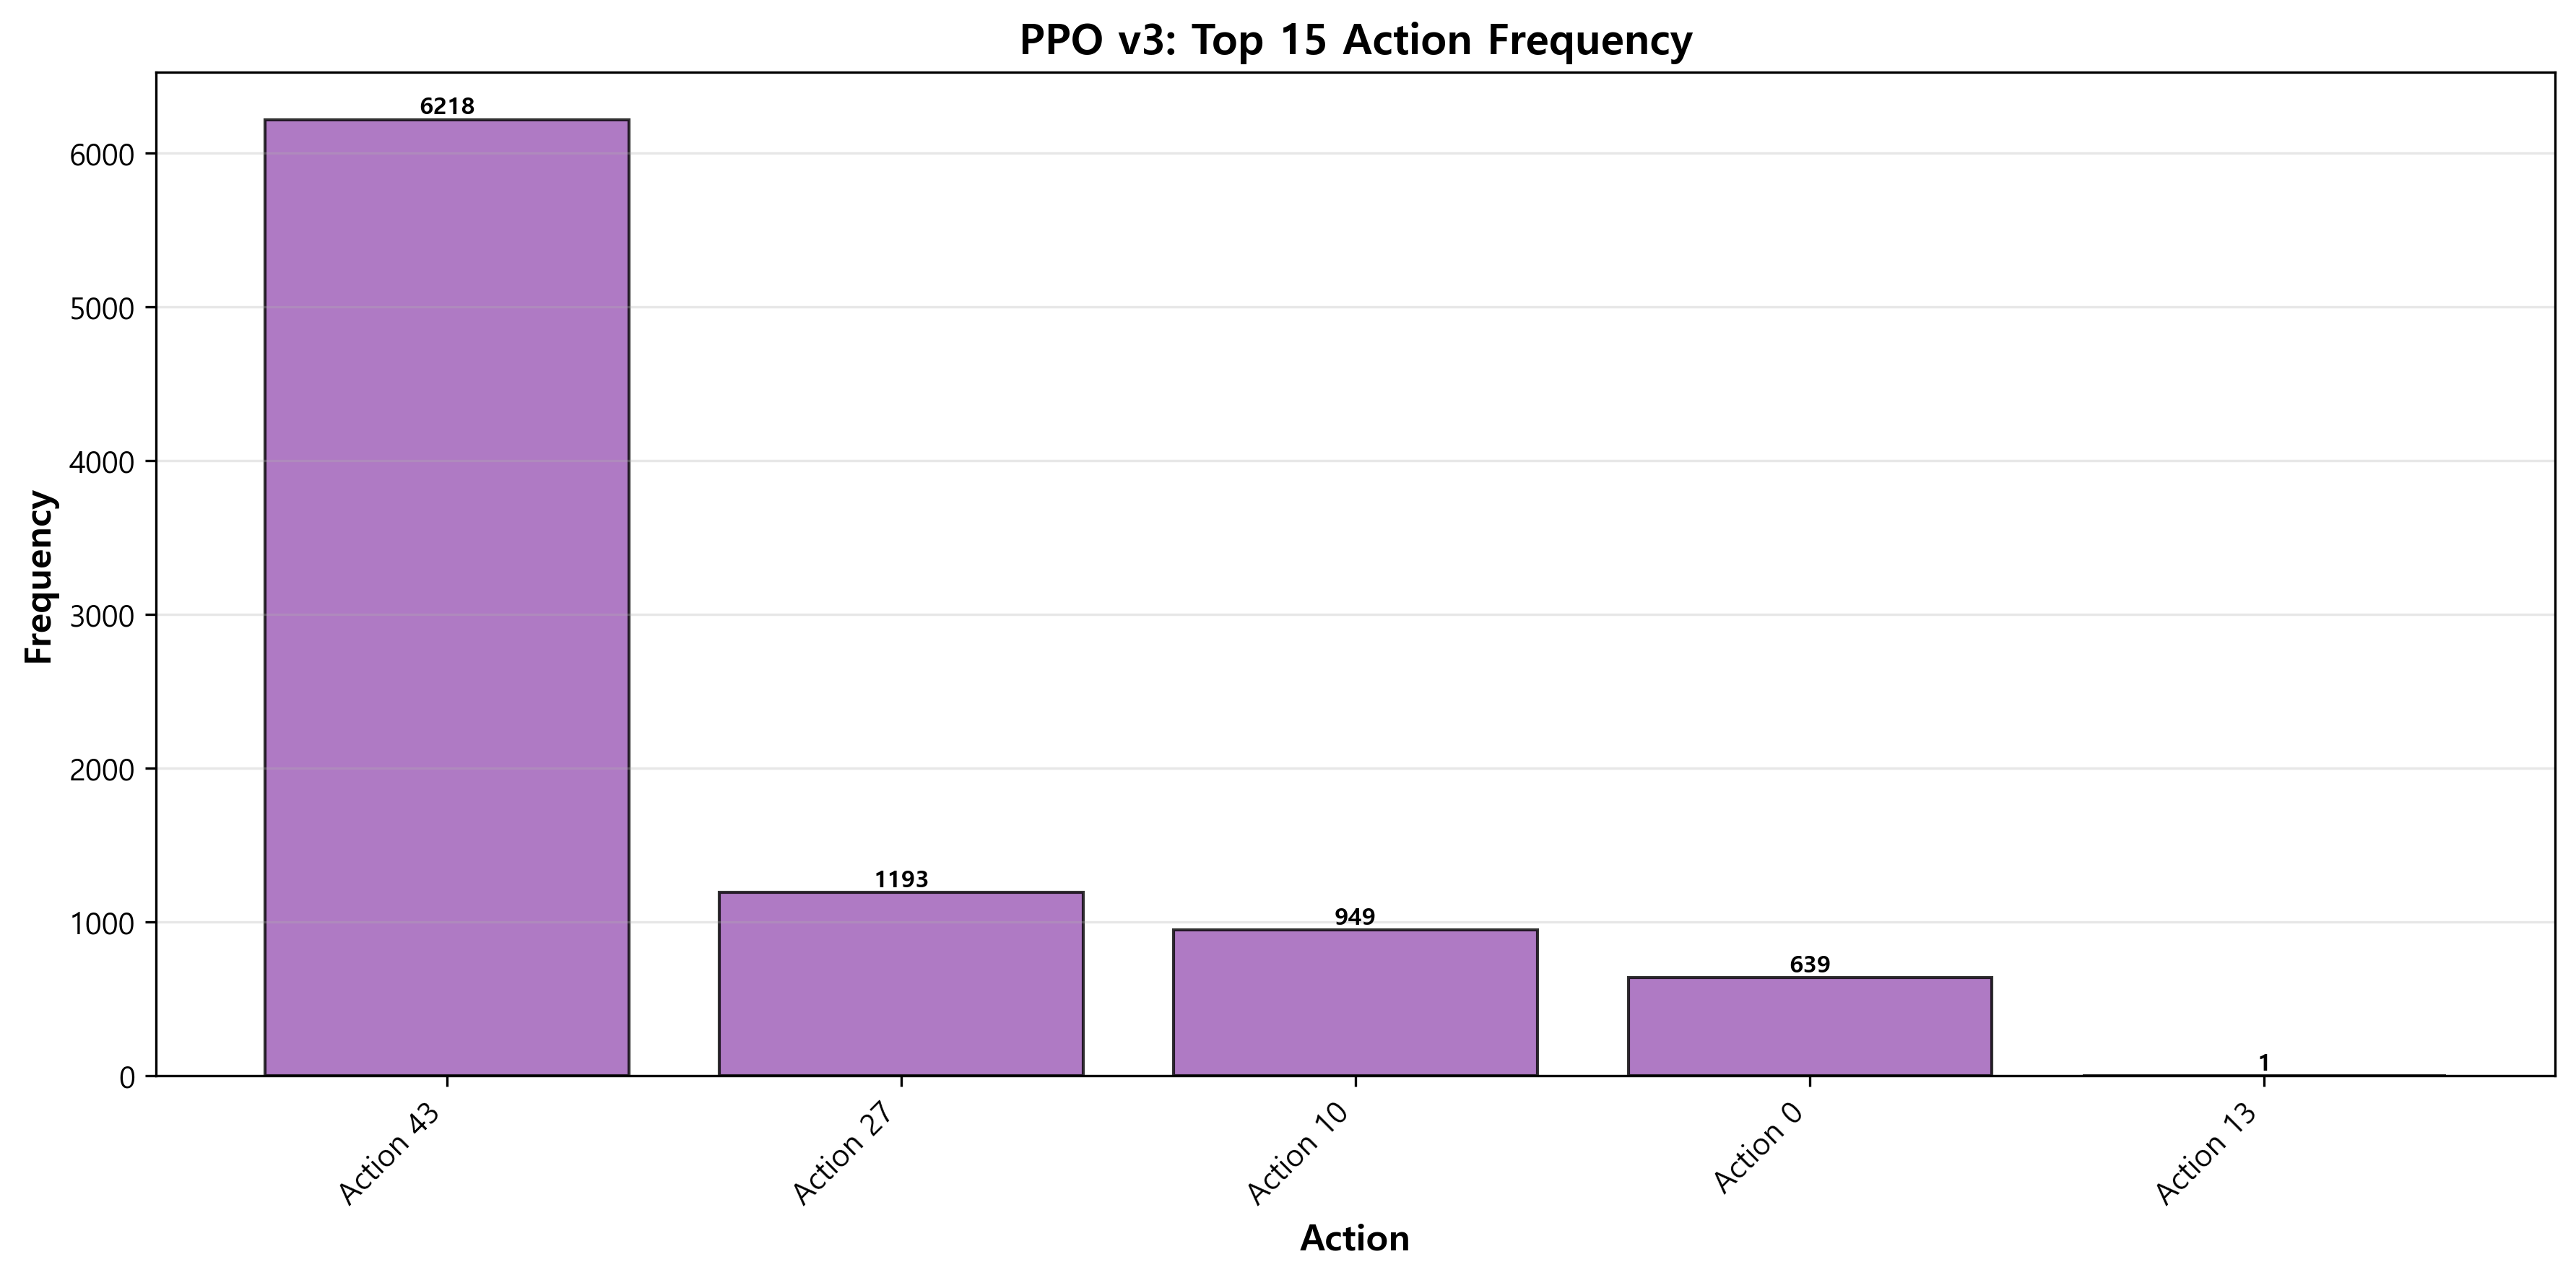 PPO v3: Top 15 Action Frequency
Frequency
6000
5000
4000
3000
2000
1000
0
6218
1193
949
639
1
Action 43
Action 27
Action 10
Action 0
Action 13
Action